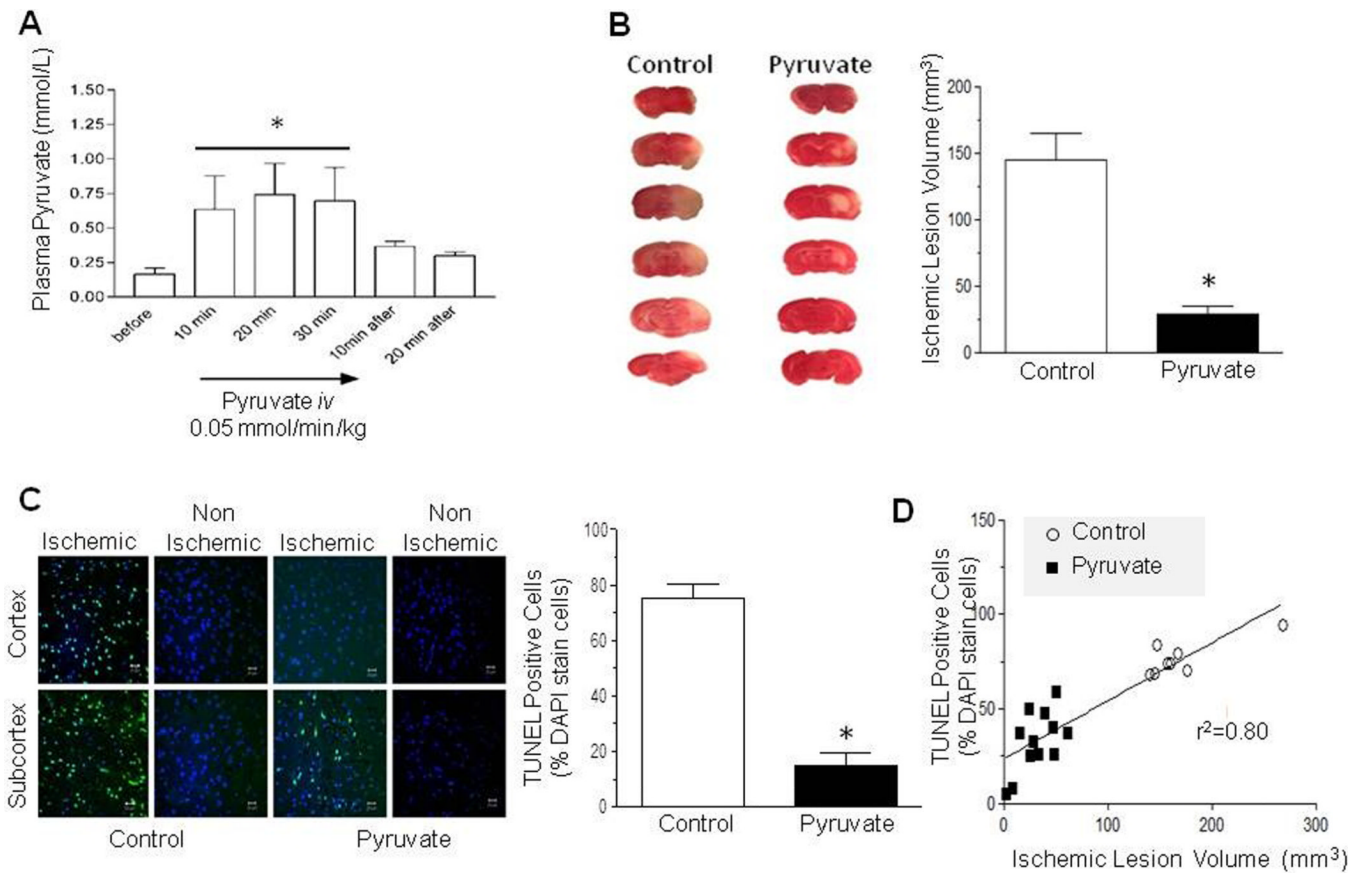 A
Plasma Pyruvate (mmol/L)
1.50
1.25
1.00
0.75
0.50
0.25
0.00
*
before
10 min
20 min
30 min
10min after
20 min after
Pyruvate iv
0.05 mmol/min/kg
B
Control
Pyruvate
Ischemic Lesion Volume (mm³)
200
150
100
50
0
*
Control
Pyruvate
C
Ischemic
Non
Ischemic
Ischemic
Non
Ischemic
Cortex
Subcortex
Control
Pyruvate
TUNEL Positive Cells
(% DAPI stain cells)
100
80
60
40
20
0
*
Control
Pyruvate
D
TUNEL Positive Cells
(% DAPI stain cells)
150
100
50
0
Control
Pyruvate
r²=0.80
0
100
200
300
Ischemic Lesion Volume (mm³)